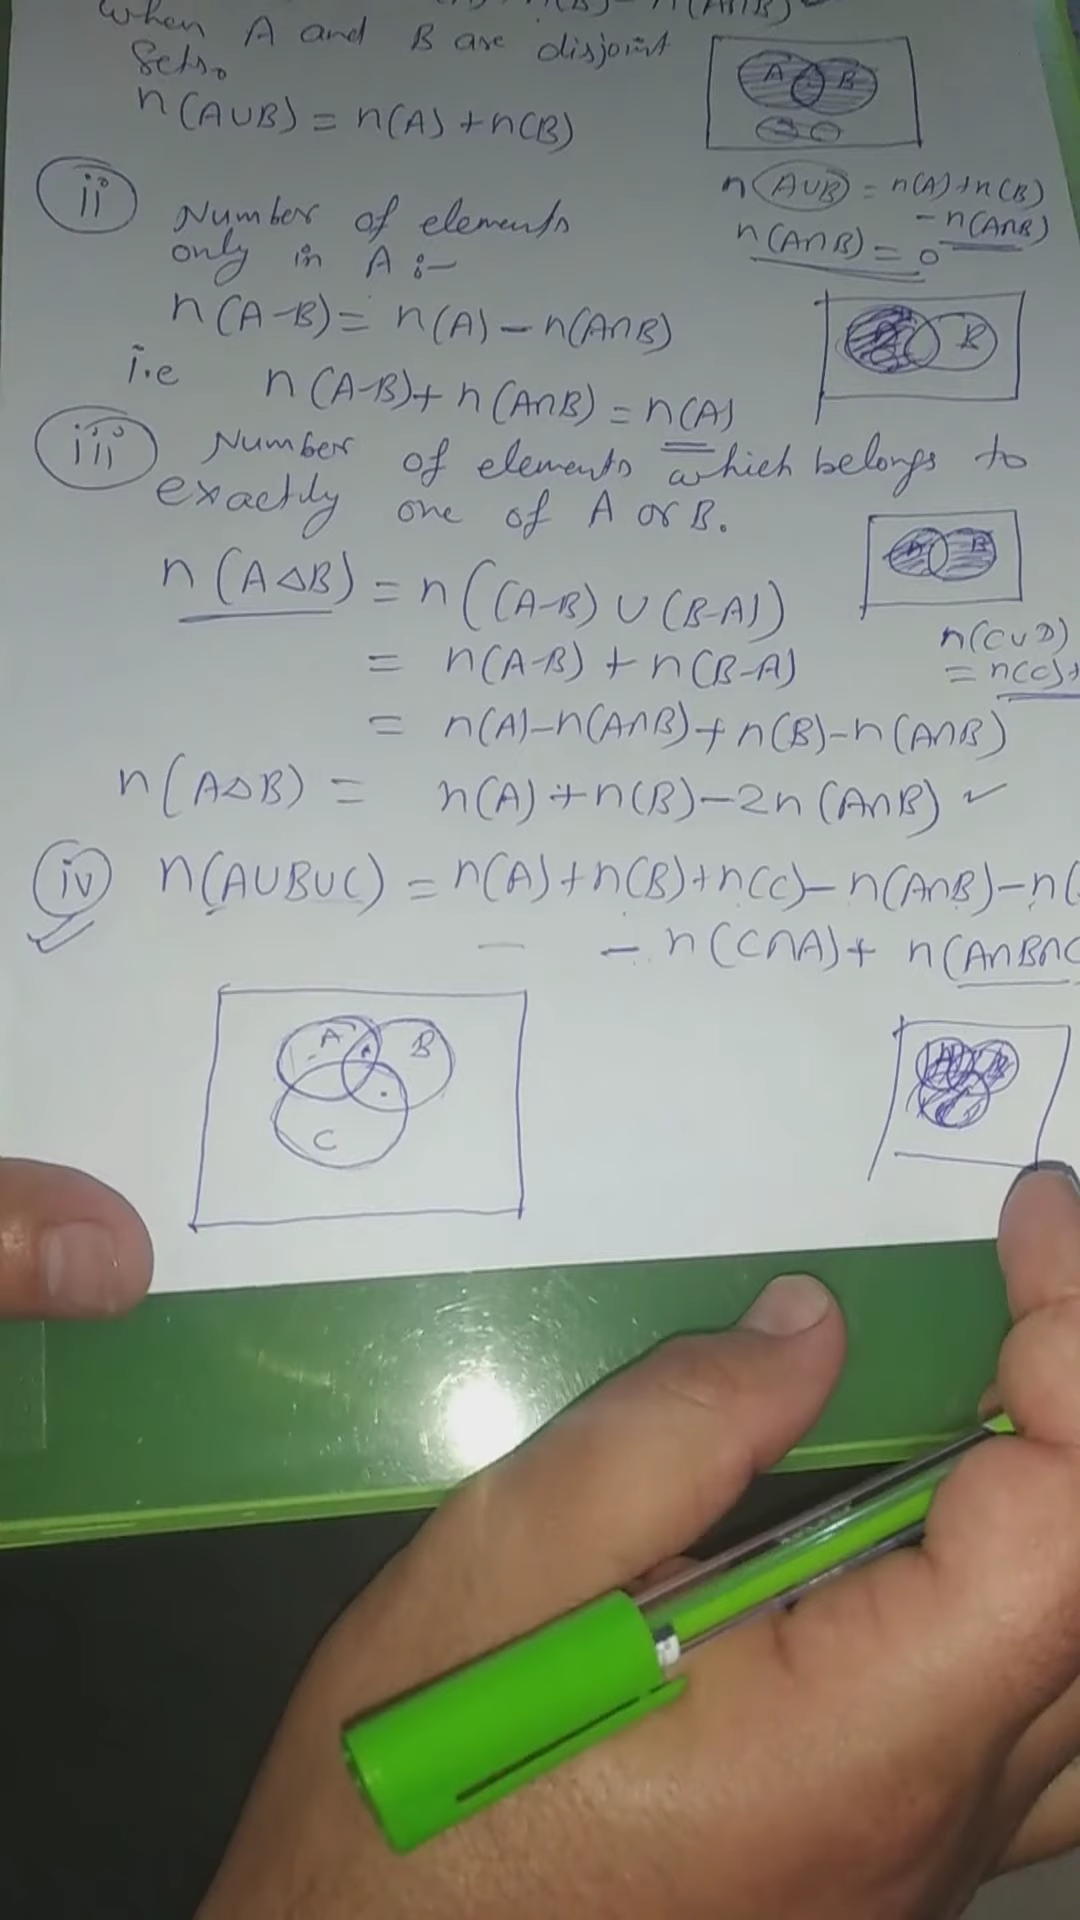 n(A∩B)
when A and B are disjoint
Sets.
n(A∪B) = n(A) + n(B)
A B
n(A∪B) = n(A)+n(B)
-n(A∩B)
n(A∩B) = 0
ii Number of elements
only in A :-
n(A-B) = n(A) - n(A∩B)
B
i.e n(A-B) + n(A∩B) = n(A)
iii Number of elements which belongs to
exactly one of A or B.
A B
n(A△B) = n((A-B) ∪ (B-A))
n(C∪D)
= n(C)+
= n(A-B) + n(B-A)
= n(A)-n(A∩B)+n(B)-n(A∩B)
n(A△B) = n(A)+n(B)-2n(A∩B) ✓
iv n(A∪B∪C) = n(A)+n(B)+n(C)-n(A∩B)-n(
- n(C∩A)+ n(A∩B∩C
A B
C